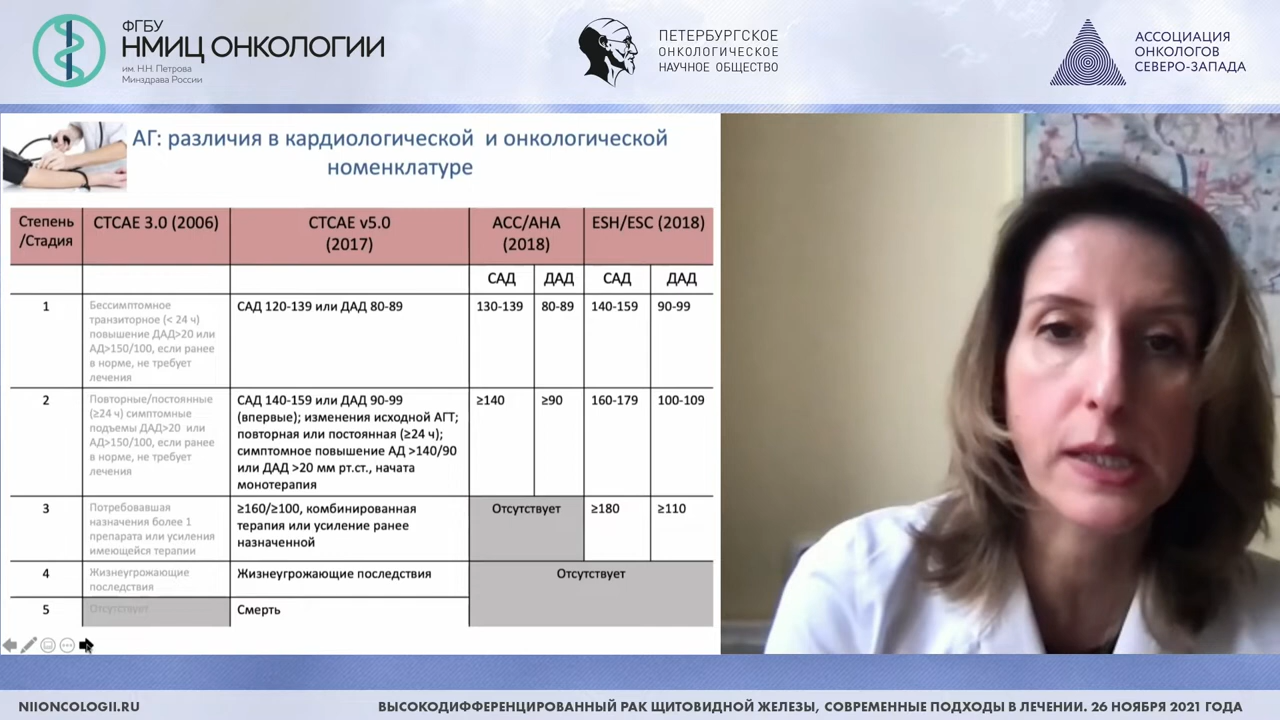 ФГБУ
НМИЦ ОНКОЛОГИИ
им. Н.Н. Петрова
Минздрава России
ПЕТЕРБУРГСКОЕ
ОНКОЛОГИЧЕСКОЕ
НАУЧНОЕ ОБЩЕСТВО
АССОЦИАЦИЯ
ОНКОЛОГОВ
СЕВЕРО-ЗАПАДА
АГ: различия в кардиологической и онкологической
номенклатуре
Степень
/Стадия
СТСАЕ 3.0 (2006)
СТСАЕ v5.0
(2017)
ACC/AHA
(2018)
ESH/ESC (2018)
САД
ДАД
САД
ДАД
1
Бессимптомное
транзиторное (< 24 ч)
повышение ДАД>20 или
АД>150/100, если ранее
в норме, не требует
лечения
САД 120-139 или ДАД 80-89
130-139
80-89
140-159
90-99
2
Повторные/постоянные
(≥24 ч) симптомные
подъемы ДАД>20 или
АД>150/100, если ранее
в норме, не требует
лечения
САД 140-159 или ДАД 90-99
(впервые); изменения исходной АГТ;
повторная или постоянная (≥24 ч);
симптомное повышение АД >140/90
или ДАД >20 мм рт.ст., начата
монотерапия
≥140
≥90
160-179
100-109
3
Потребовавшая
назначения более 1
препарата или усиления
имеющейся терапии
≥160/≥100, комбинированная
терапия или усиление ранее
назначенной
Отсутствует
≥180
≥110
4
Жизнеугрожающие
последствия
Жизнеугрожающие последствия
Отсутствует
5
Отсутствует
Смерть
NIIONCOLOGII.RU
ВЫСОКОДИФФЕРЕНЦИРОВАННЫЙ РАК ЩИТОВИДНОЙ ЖЕЛЕЗЫ, СОВРЕМЕННЫЕ ПОДХОДЫ В ЛЕЧЕНИИ. 26 НОЯБРЯ 2021 ГОДА